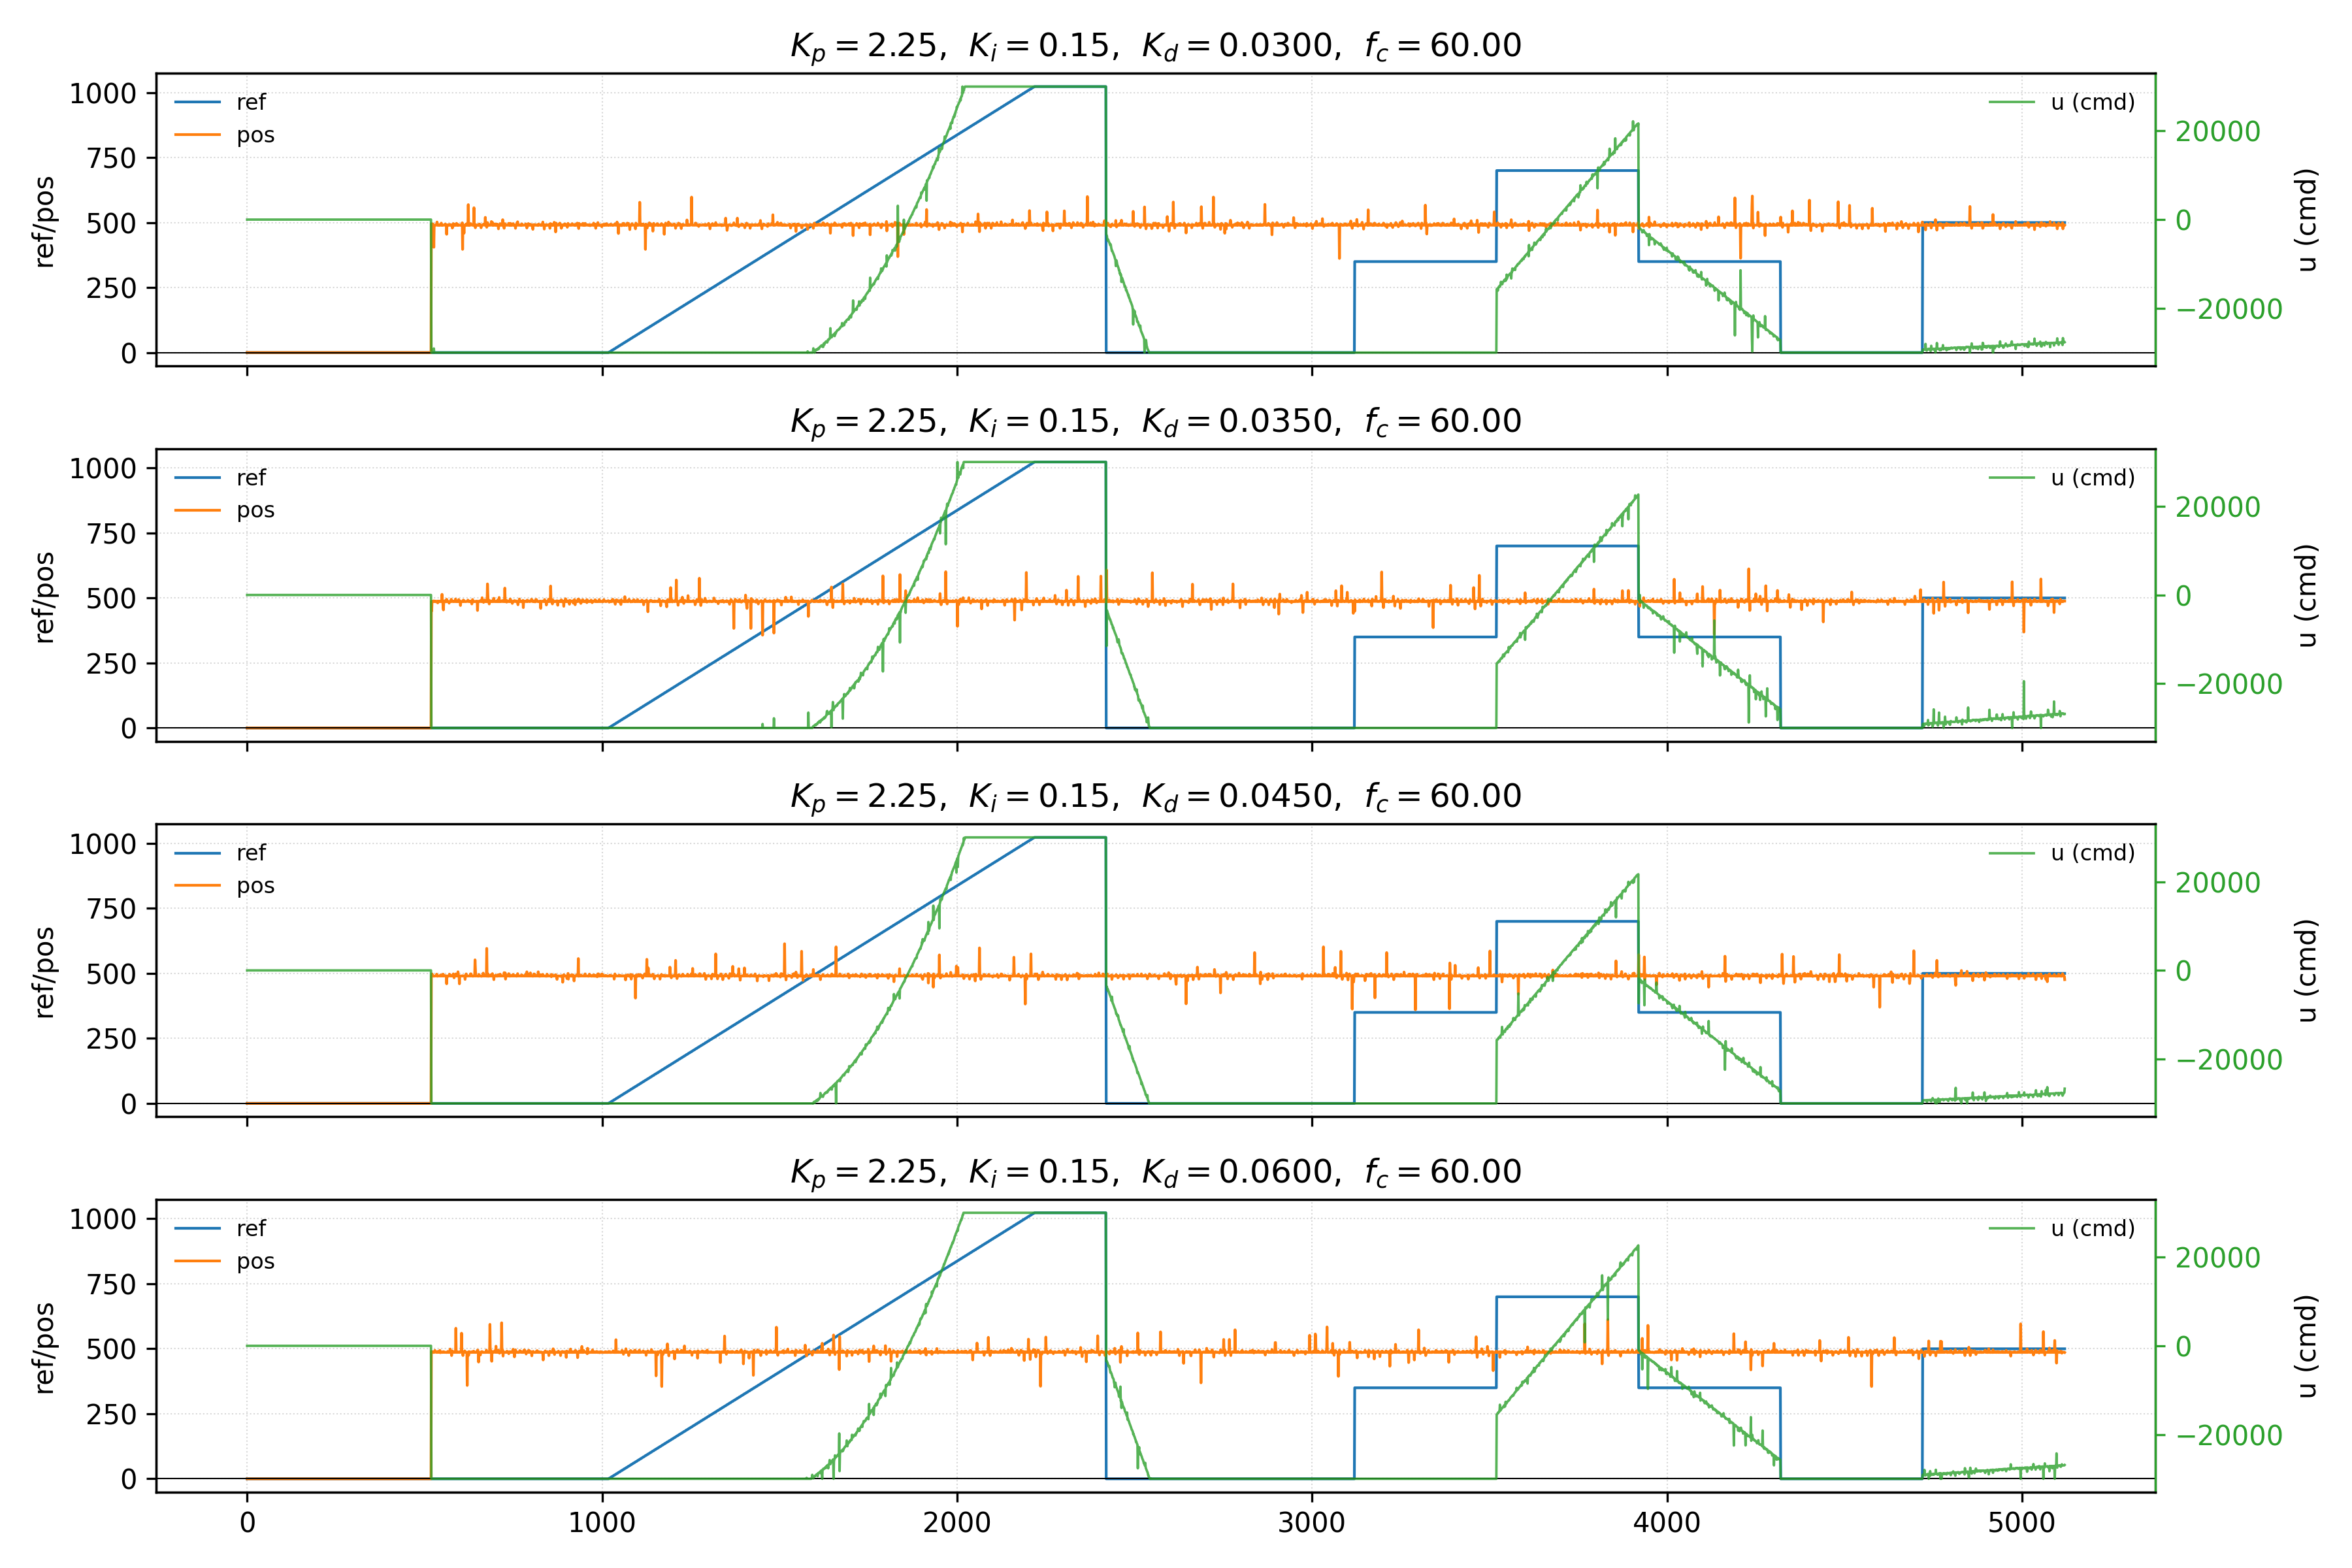 K_p = 2.25, K_i = 0.15, K_d = 0.0300, f_c = 60.00
1000
750
500
250
0
ref/pos
ref
pos
u (cmd)
20000
0
−20000
u (cmd)
K_p = 2.25, K_i = 0.15, K_d = 0.0350, f_c = 60.00
1000
750
500
250
0
ref/pos
ref
pos
u (cmd)
20000
0
−20000
u (cmd)
K_p = 2.25, K_i = 0.15, K_d = 0.0450, f_c = 60.00
1000
750
500
250
0
ref/pos
ref
pos
u (cmd)
20000
0
−20000
u (cmd)
K_p = 2.25, K_i = 0.15, K_d = 0.0600, f_c = 60.00
1000
750
500
250
0
ref/pos
ref
pos
u (cmd)
20000
0
−20000
u (cmd)
0 1000 2000 3000 4000 5000